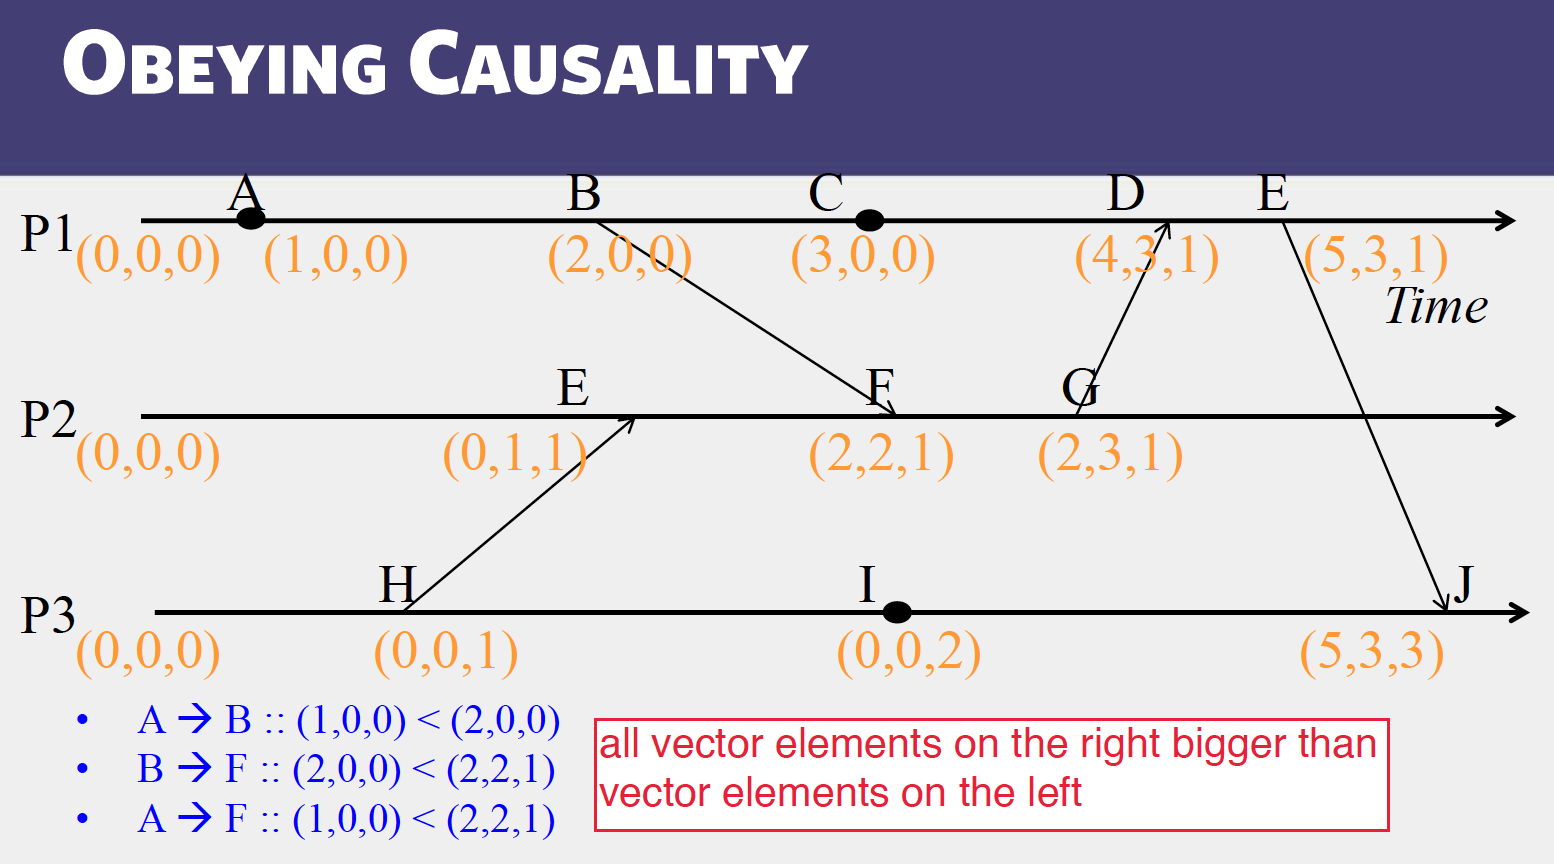 OBEYING CAUSALITY
A B C D E
P1 (0,0,0) (1,0,0) (2,0,0) (3,0,0) (4,3,1) (5,3,1)
Time
E F G
P2 (0,0,0) (0,1,1) (2,2,1) (2,3,1)
H I J
P3 (0,0,0) (0,0,1) (0,0,2) (5,3,3)
• A → B :: (1,0,0) < (2,0,0)
• B → F :: (2,0,0) < (2,2,1)
• A → F :: (1,0,0) < (2,2,1)
all vector elements on the right bigger than
vector elements on the left